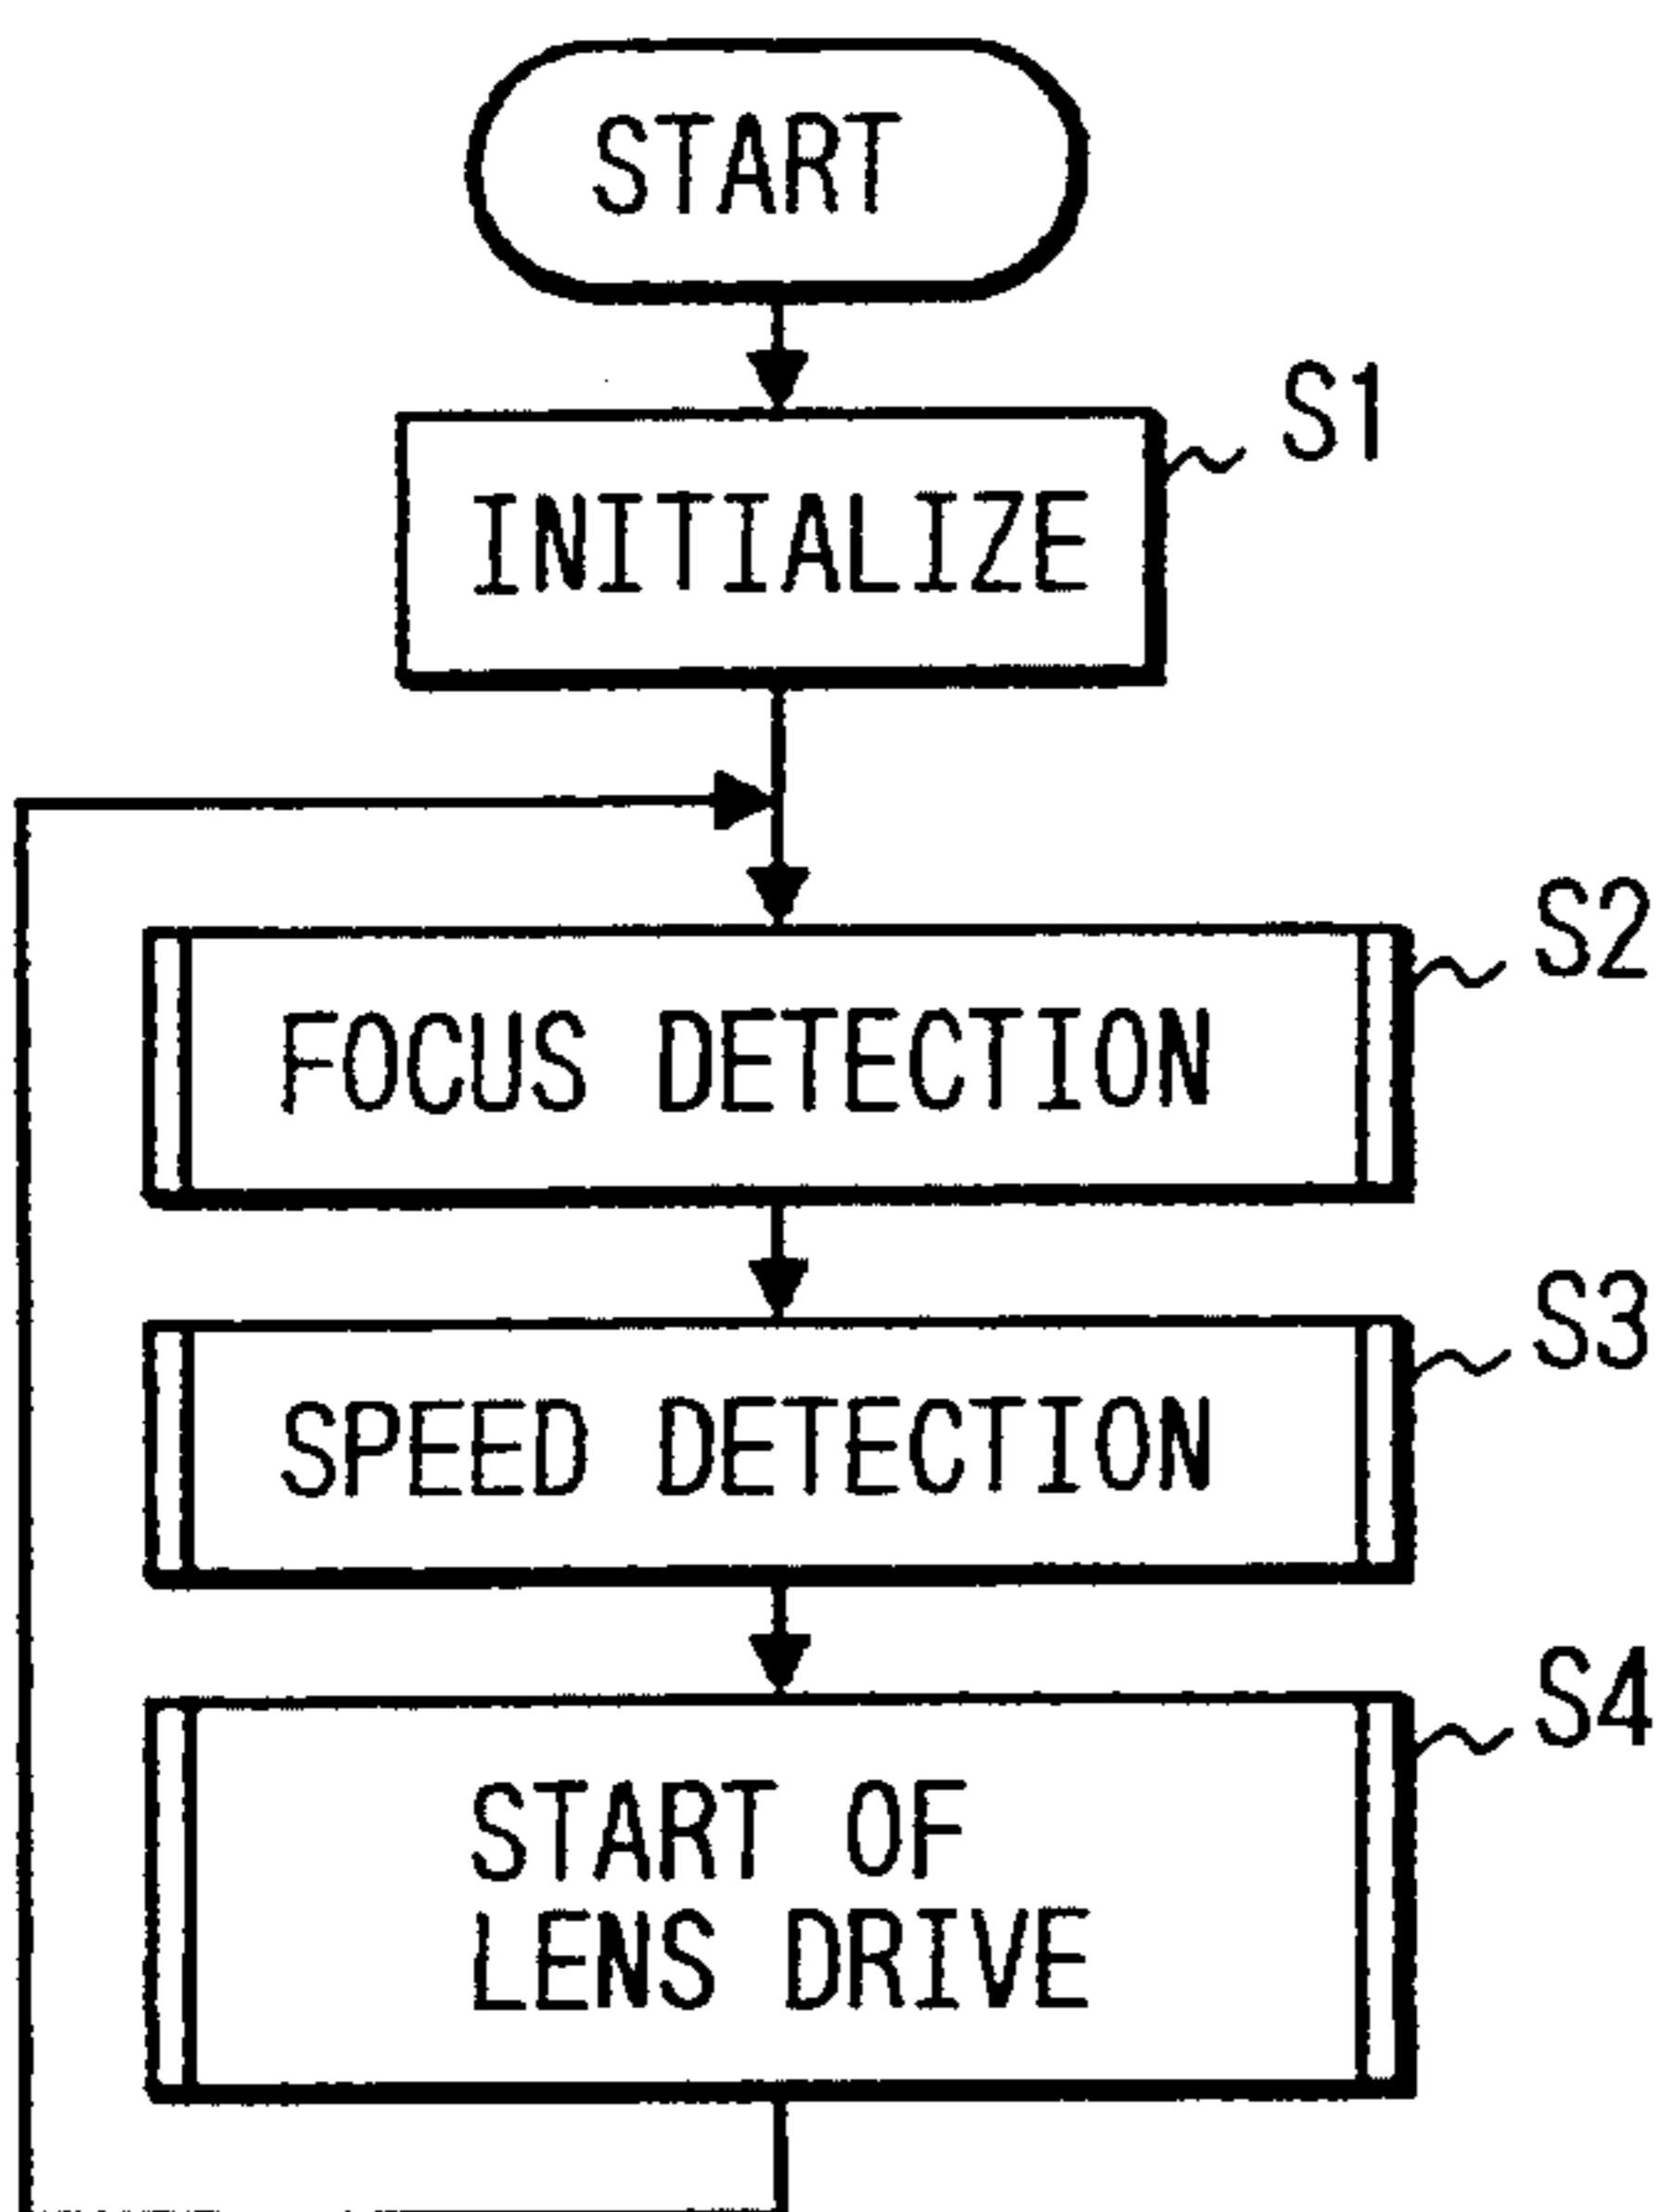 START
S1
INITIALIZE
S2
FOCUS DETECTION
S3
SPEED DETECTION
S4
START OF
LENS DRIVE